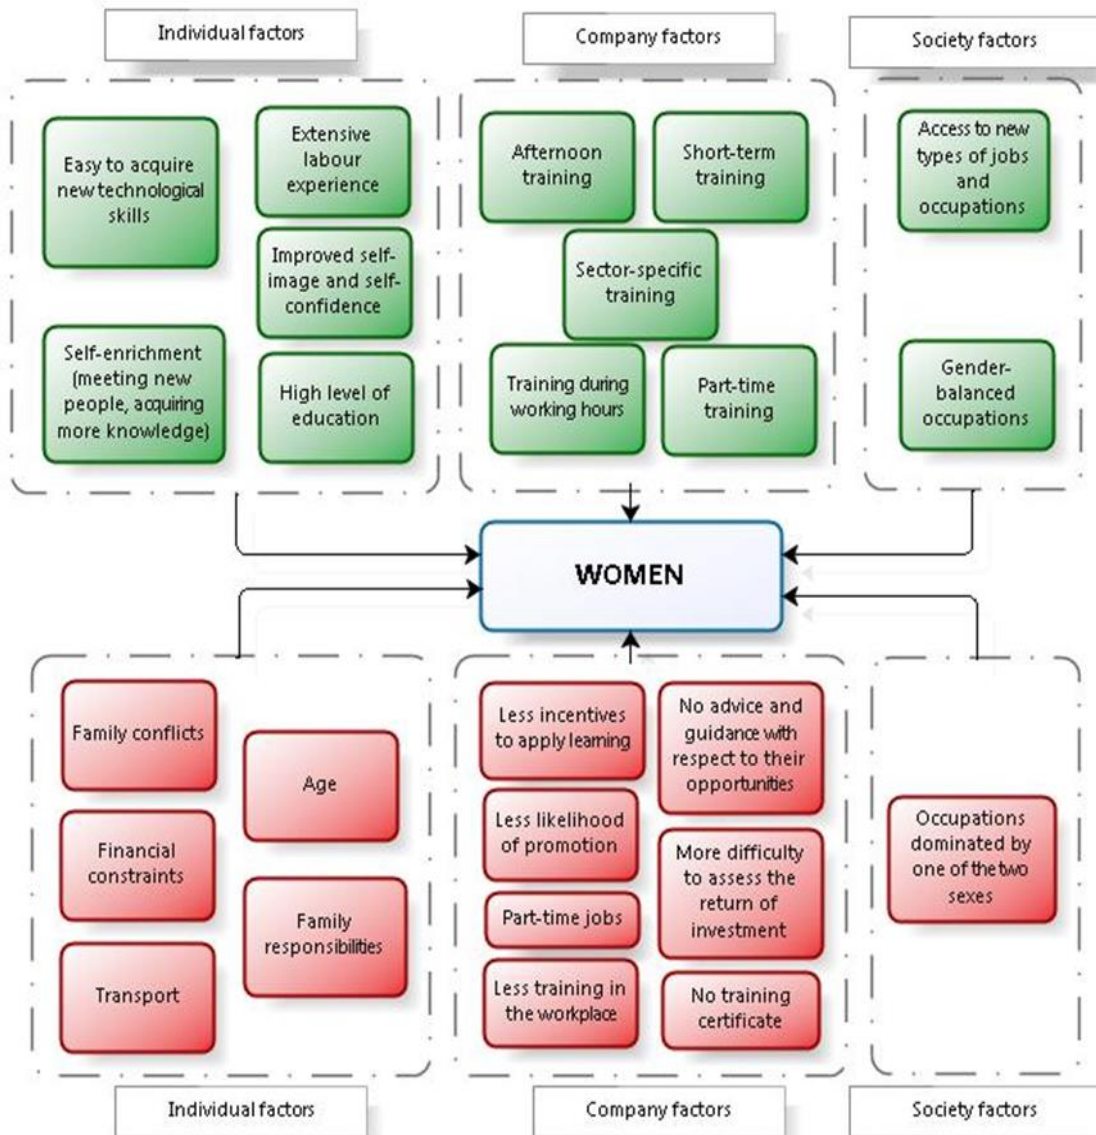 Individual factors
Company factors
Society factors
Easy to acquire
new technological
skills
Extensive
labour
experience
Improved self-
image and self-
confidence
Self-enrichment
(meeting new
people, acquiring
more knowledge)
High level of
education
Afternoon
training
Short-term
training
Sector-specific
training
Training during
working hours
Part-time
training
Access to new
types of jobs
and
occupations
Gender-
balanced
occupations
WOMEN
Family conflicts
Age
Financial
constraints
Family
responsibilities
Transport
Less incentives
to apply learning
No advice and
guidance with
respect to their
opportunities
Less likelihood
of promotion
More difficulty
to assess the
return of
investment
Part-time jobs
Less training in
the workplace
No training
certificate
Occupations
dominated by
one of the two
sexes
Individual factors
Company factors
Society factors